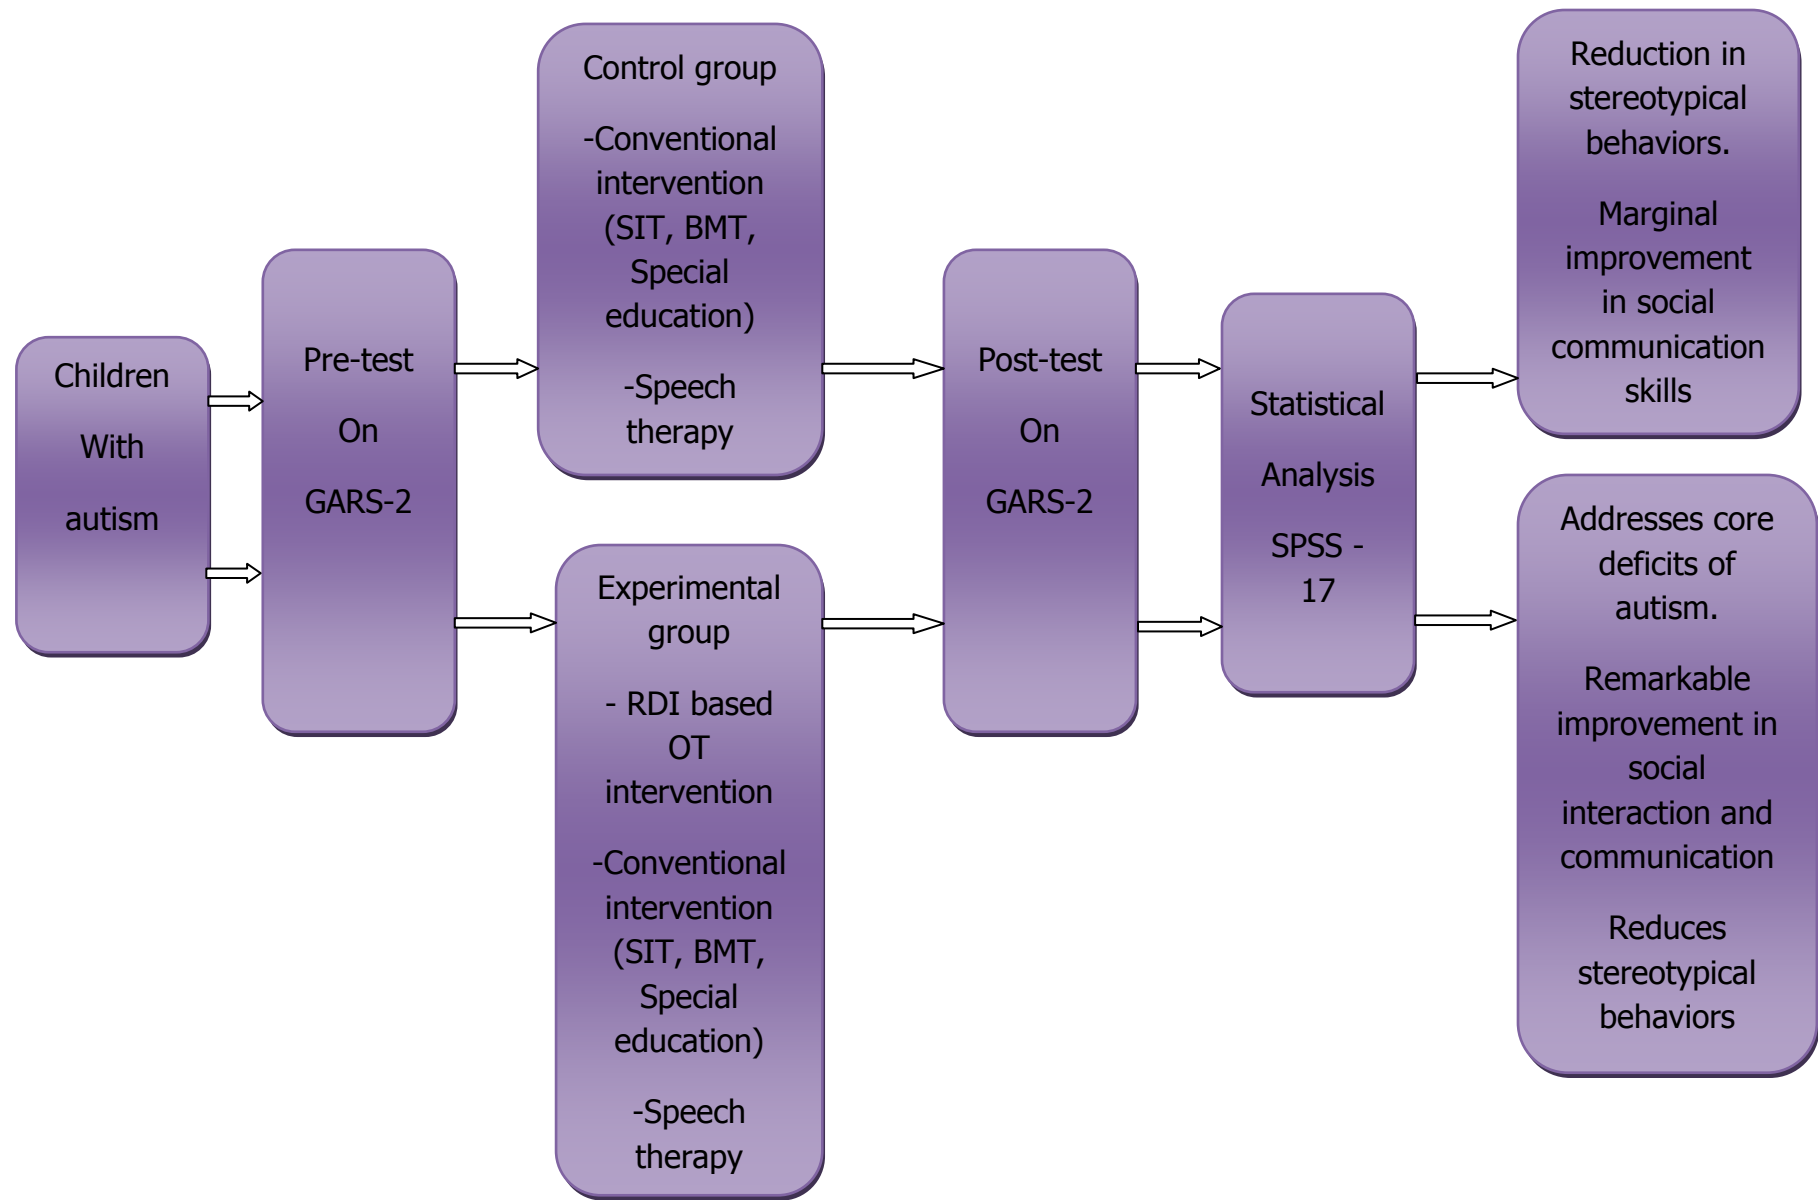 Children
With
autism
Pre-test
On
GARS-2
Control group
-Conventional
intervention
(SIT, BMT,
Special
education)
-Speech
therapy
Experimental
group
- RDI based
OT
intervention
-Conventional
intervention
(SIT, BMT,
Special
education)
-Speech
therapy
Post-test
On
GARS-2
Statistical
Analysis
SPSS -
17
Reduction in
stereotypical
behaviors.
Marginal
improvement
in social
communication
skills
Addresses core
deficits of
autism.
Remarkable
improvement in
social
interaction and
communication
Reduces
stereotypical
behaviors